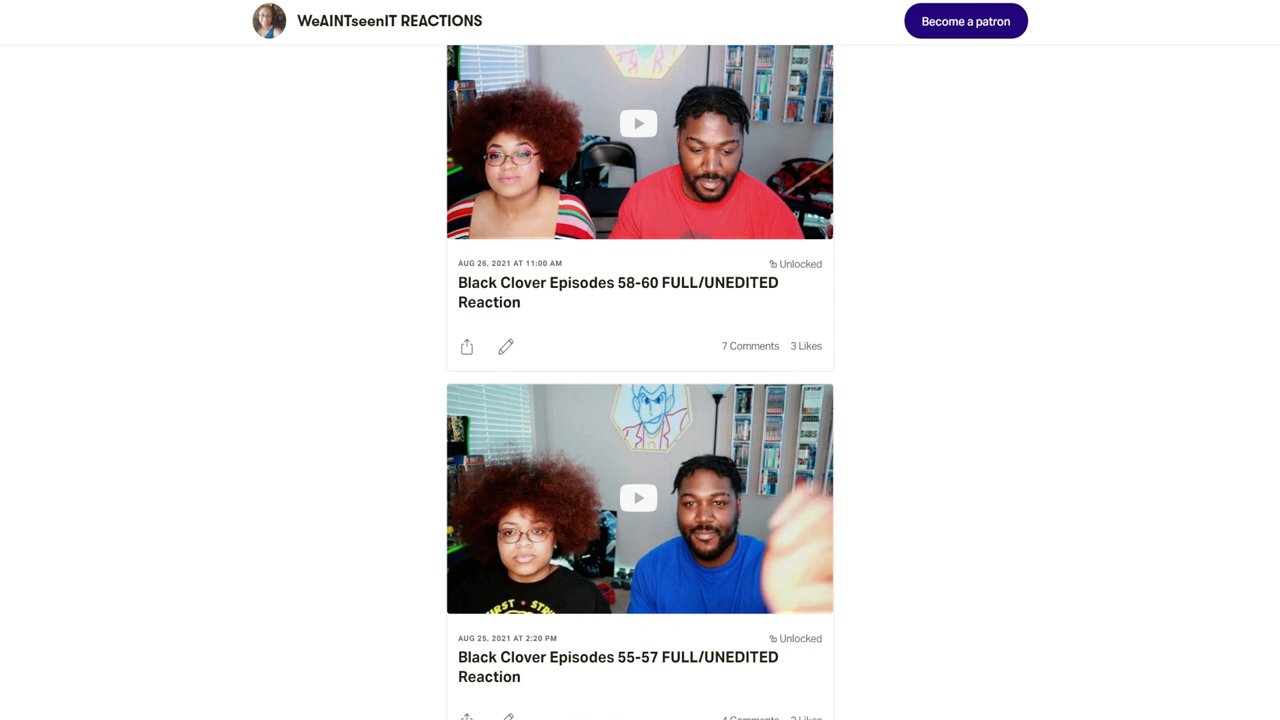 WeAINTseenIT REACTIONS
Become a patron
AUG 26, 2021 AT 11:00 AM
Unlocked
Black Clover Episodes 58-60 FULL/UNEDITED
Reaction
7 Comments 3 Likes
AUG 25, 2021 AT 2:20 PM
Unlocked
Black Clover Episodes 55-57 FULL/UNEDITED
Reaction